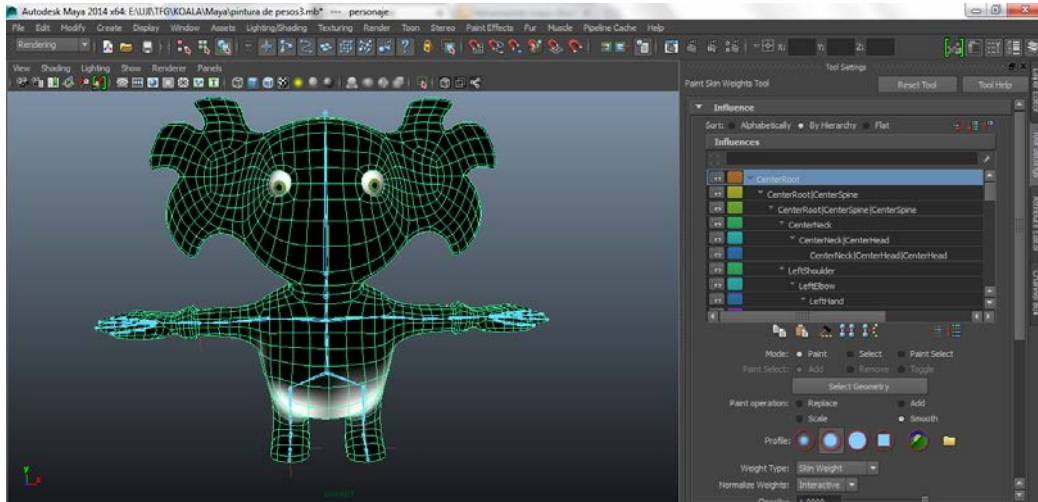 Autodesk Maya 2014 x64: E:\UJI\TFG\KOALA\Maya\pintura de pesos3.mb* --- personaje
File Edit Modify Create Display Window Assets Lighting/Shading Texturing Render Toon Stereo Paint Effects Fur Muscle Pipeline Cache Help
Rendering X: Y: Z:
View Shading Lighting Show Renderer Panels
Tool Settings
Paint Skin Weights Tool Reset Tool Tool Help
Influence
Sort: Alphabetically By Hierarchy Flat
Influences
CenterRoot
CenterRoot|CenterSpine
CenterRoot|CenterSpine|CenterSpine
CenterNeck
CenterNeck|CenterHead
CenterNeck|CenterHead|CenterHead
LeftShoulder
LeftElbow
LeftHand
Mode: Paint Select Paint Select
Paint Select: Add Remove Toggle
Select Geometry
Paint operation: Replace Add
Scale Smooth
Profile:
Weight Type: Skin Weight
Normalize Weights: Interactive
y
x